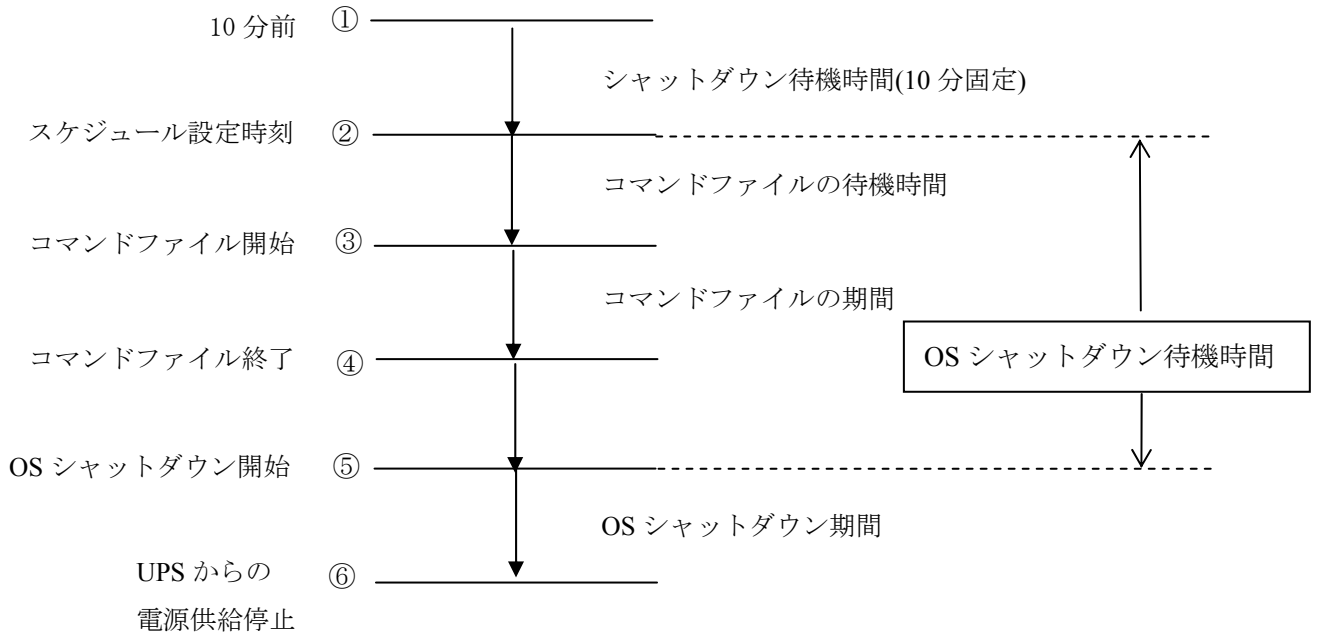 10 分前 ①
シャットダウン待機時間(10 分固定)
スケジュール設定時刻 ②
コマンドファイルの待機時間
コマンドファイル開始 ③
コマンドファイルの期間
コマンドファイル終了 ④
OS シャットダウン待機時間
OS シャットダウン開始 ⑤
OS シャットダウン期間
UPS からの ⑥
電源供給停止